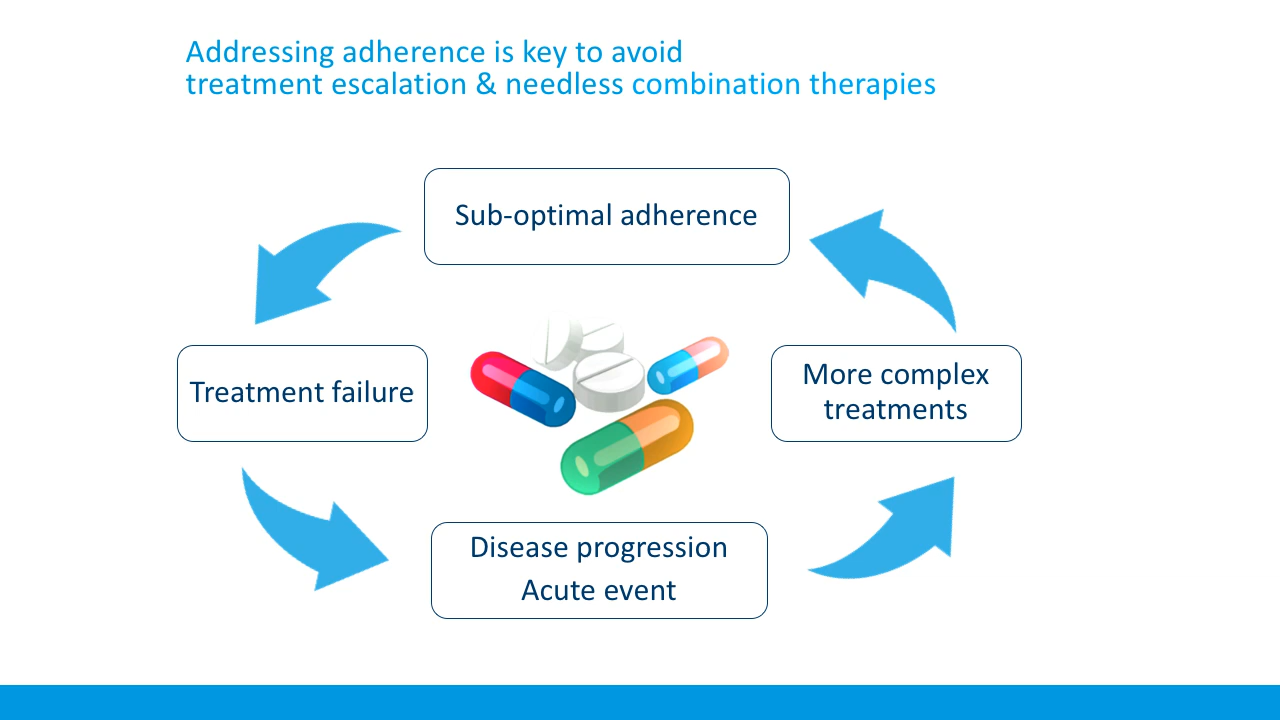 Addressing adherence is key to avoid
treatment escalation & needless combination therapies
Sub-optimal adherence
Treatment failure
More complex
treatments
Disease progression
Acute event